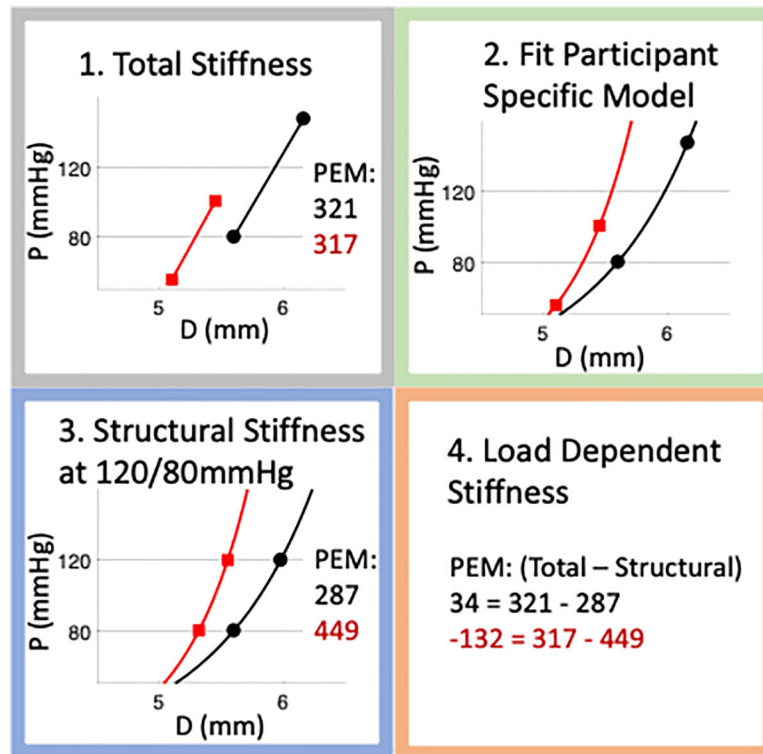 1. Total Stiffness
P (mmHg)
120
80
PEM:
321
317
5
6
D (mm)
2. Fit Participant
Specific Model
P (mmHg)
120
80
5
6
D (mm)
3. Structural Stiffness
at 120/80mmHg
P (mmHg)
120
80
PEM:
287
449
5
6
D (mm)
4. Load Dependent
Stiffness
PEM: (Total – Structural)
34 = 321 - 287
-132 = 317 - 449